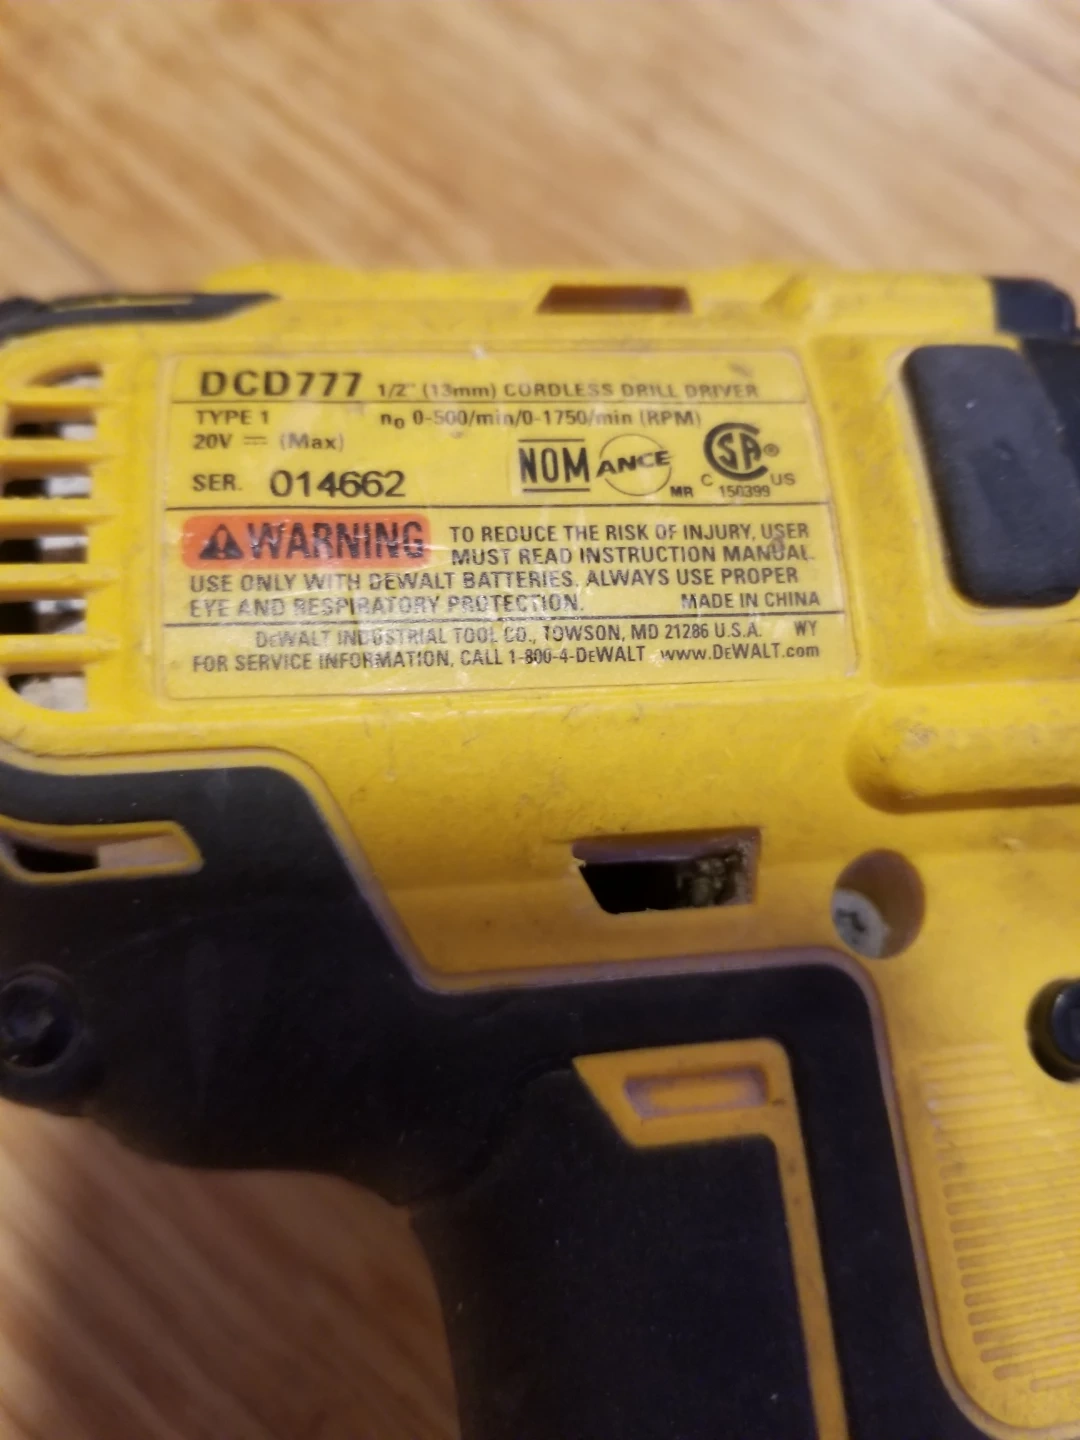 DCD777 1/2" (13mm) CORDLESS DRILL DRIVER
TYPE 1 n₀ 0-500/min/0-1750/min (RPM)
20V ⎓ (Max)
NOM ANCE MR CSA® C US 150399
SER. 014662
⚠WARNING TO REDUCE THE RISK OF INJURY, USER
MUST READ INSTRUCTION MANUAL.
USE ONLY WITH DEWALT BATTERIES. ALWAYS USE PROPER
EYE AND RESPIRATORY PROTECTION. MADE IN CHINA
DEWALT INDUSTRIAL TOOL CO., TOWSON, MD 21286 U.S.A. WY
FOR SERVICE INFORMATION, CALL 1-800-4-DEWALT www.DEWALT.com